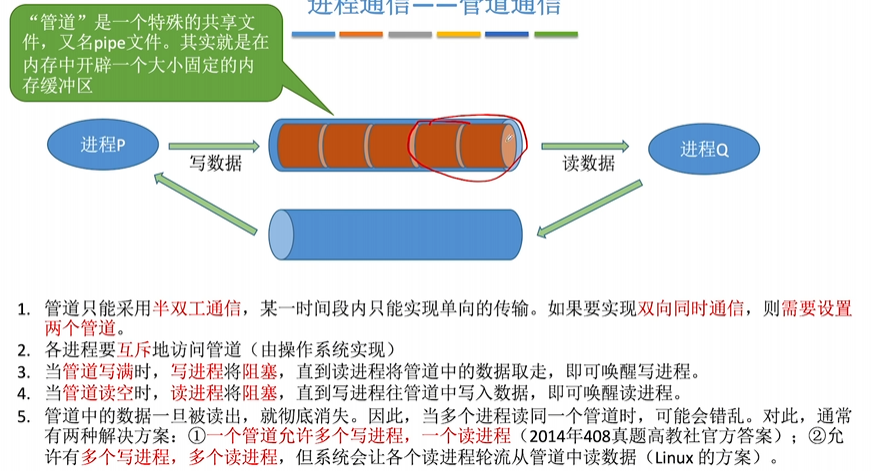 进程通信——管道通信
“管道”是一个特殊的共享文
件，又名pipe文件。其实就是在
内存中开辟一个大小固定的内
存缓冲区
进程P
写数据
读数据
进程Q
1. 管道只能采用半双工通信，某一时间段内只能实现单向的传输。如果要实现双向同时通信，则需要设置
两个管道。
2. 各进程要互斥地访问管道（由操作系统实现）
3. 当管道写满时，写进程将阻塞，直到读进程将管道中的数据取走，即可唤醒写进程。
4. 当管道读空时，读进程将阻塞，直到写进程往管道中写入数据，即可唤醒读进程。
5. 管道中的数据一旦被读出，就彻底消失。因此，当多个进程读同一个管道时，可能会错乱。对此，通常
有两种解决方案：①一个管道允许多个写进程，一个读进程（2014年408真题高教社官方答案）；②允
许有多个写进程，多个读进程，但系统会让各个读进程轮流从管道中读数据（Linux 的方案）。